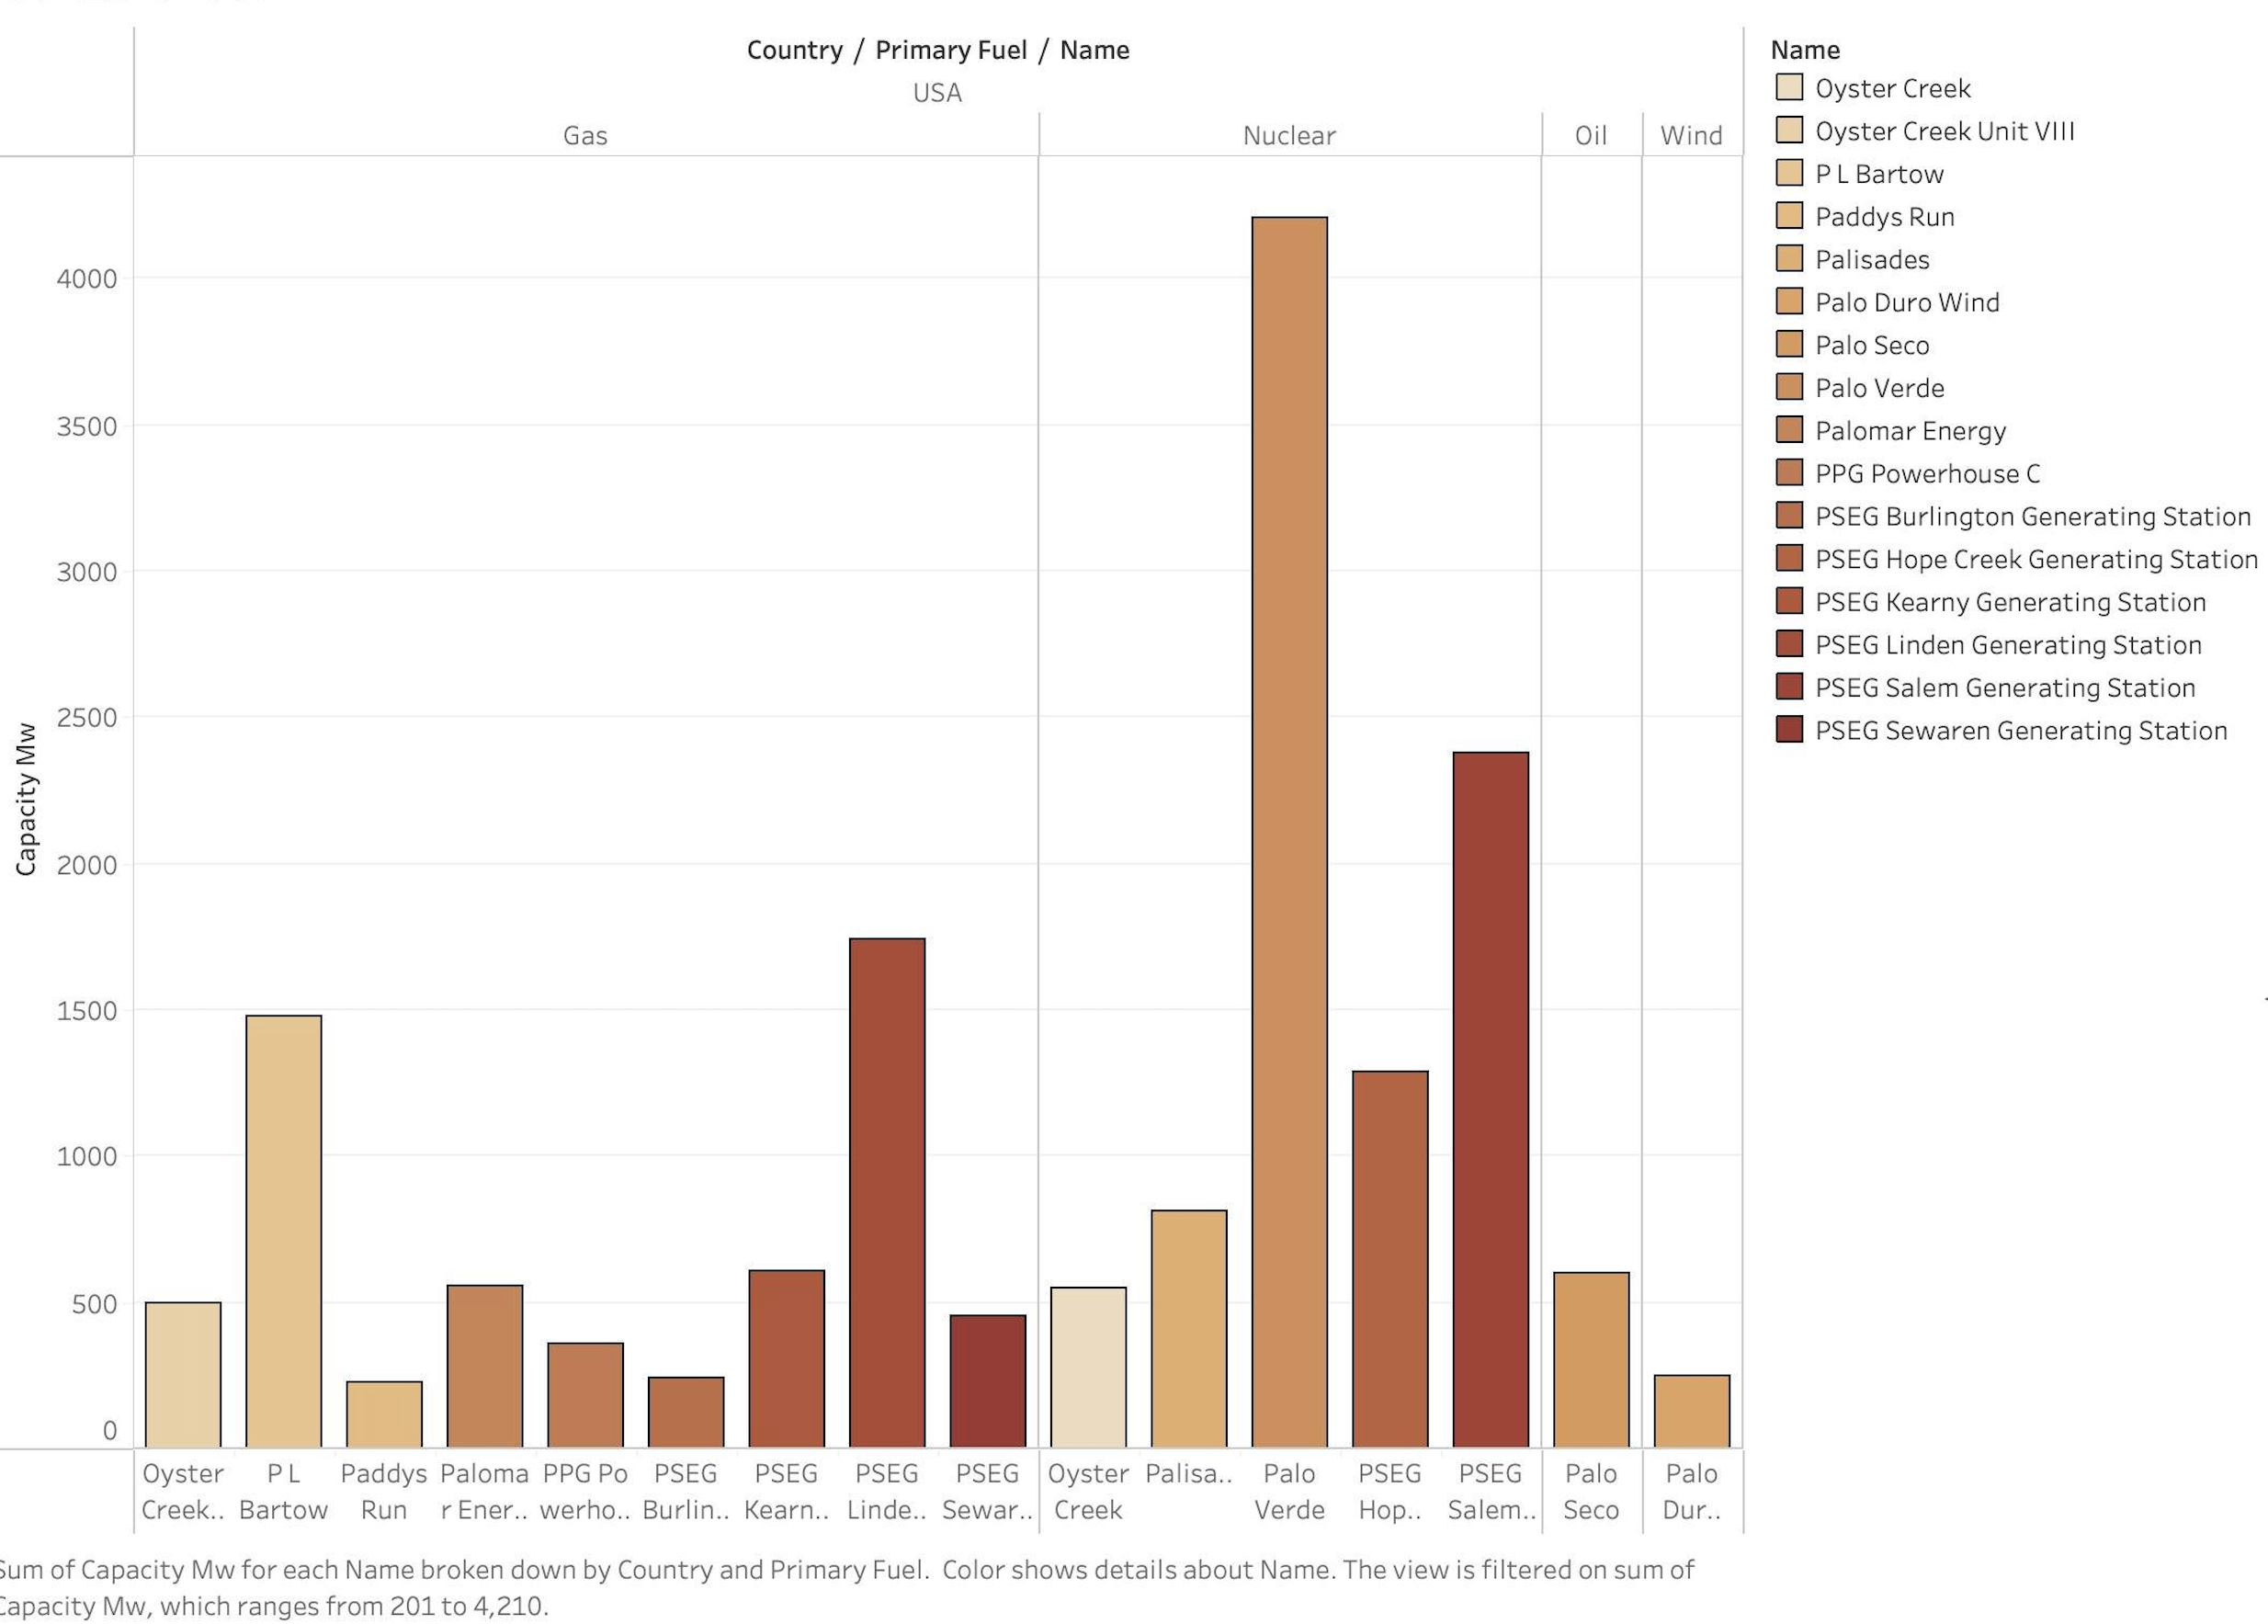 Country / Primary Fuel / Name
USA
Gas
Nuclear
Oil
Wind
Capacity Mw
4000
3500
3000
2500
2000
1500
1000
500
0
Oyster
Creek..
P L
Bartow
Paddys
Run
Paloma
r Ener..
PPG Po
werho..
PSEG
Burlin..
PSEG
Kearn..
PSEG
Linde..
PSEG
Sewar..
Oyster
Creek
Palisa..
Palo
Verde
PSEG
Hop..
PSEG
Salem..
Palo
Seco
Palo
Dur..
Name
Oyster Creek
Oyster Creek Unit VIII
P L Bartow
Paddys Run
Palisades
Palo Duro Wind
Palo Seco
Palo Verde
Palomar Energy
PPG Powerhouse C
PSEG Burlington Generating Station
PSEG Hope Creek Generating Station
PSEG Kearny Generating Station
PSEG Linden Generating Station
PSEG Salem Generating Station
PSEG Sewaren Generating Station
Sum of Capacity Mw for each Name broken down by Country and Primary Fuel.  Color shows details about Name. The view is filtered on sum of
Capacity Mw, which ranges from 201 to 4,210.